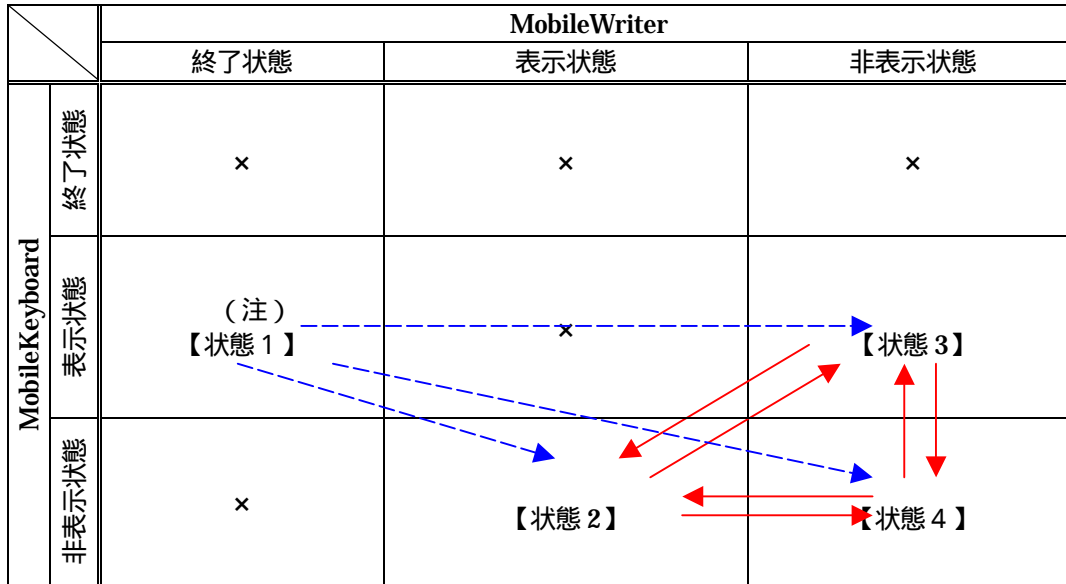 MobileWriter
終了状態 表示状態 非表示状態
MobileKeyboard
終了状態
× × ×
表示状態
（注）
【状態１】 × 【状態 3】
非表示状態
× 【状態 2】 【状態４】